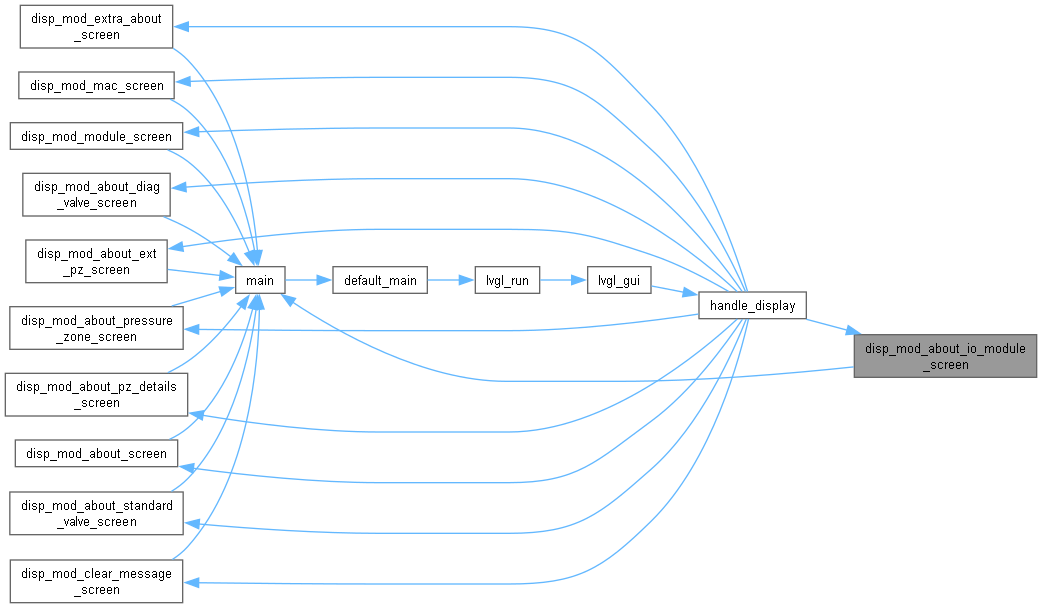 disp_mod_extra_about
_screen
disp_mod_mac_screen
disp_mod_module_screen
disp_mod_about_diag
_valve_screen
disp_mod_about_ext
_pz_screen
main
default_main
lvgl_run
lvgl_gui
handle_display
disp_mod_about_pressure
_zone_screen
disp_mod_about_io_module
_screen
disp_mod_about_pz_details
_screen
disp_mod_about_screen
disp_mod_about_standard
_valve_screen
disp_mod_clear_message
_screen